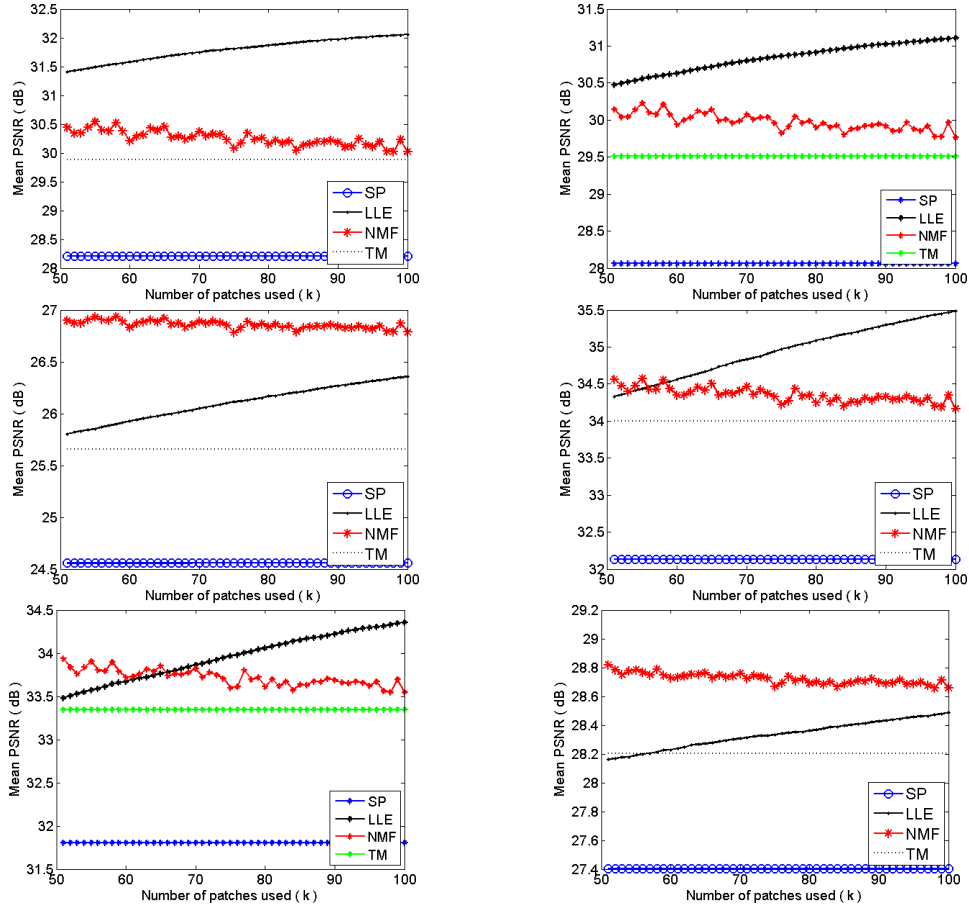 32.5
32
31.5
31
30.5
30
29.5
29
28.5
28
Mean PSNR ( dB )
50 60 70 80 90 100
Number of patches used ( k )
SP
LLE
NMF
TM
31.5
31
30.5
30
29.5
29
28.5
28
Mean PSNR ( dB )
50 60 70 80 90 100
Number of patches used ( k )
SP
LLE
NMF
TM
27
26.5
26
25.5
25
24.5
Mean PSNR ( dB )
50 60 70 80 90 100
Number of patches used ( k )
SP
LLE
NMF
TM
35.5
35
34.5
34
33.5
33
32.5
32
Mean PSNR ( dB )
50 60 70 80 90 100
Number of patches used ( k )
SP
LLE
NMF
TM
34.5
34
33.5
33
32.5
32
31.5
Mean PSNR ( dB )
50 60 70 80 90 100
Number of patches used ( k )
SP
LLE
NMF
TM
29.2
29
28.8
28.6
28.4
28.2
28
27.8
27.6
27.4
Mean PSNR ( dB )
50 60 70 80 90 100
Number of patches used ( k )
SP
LLE
NMF
TM